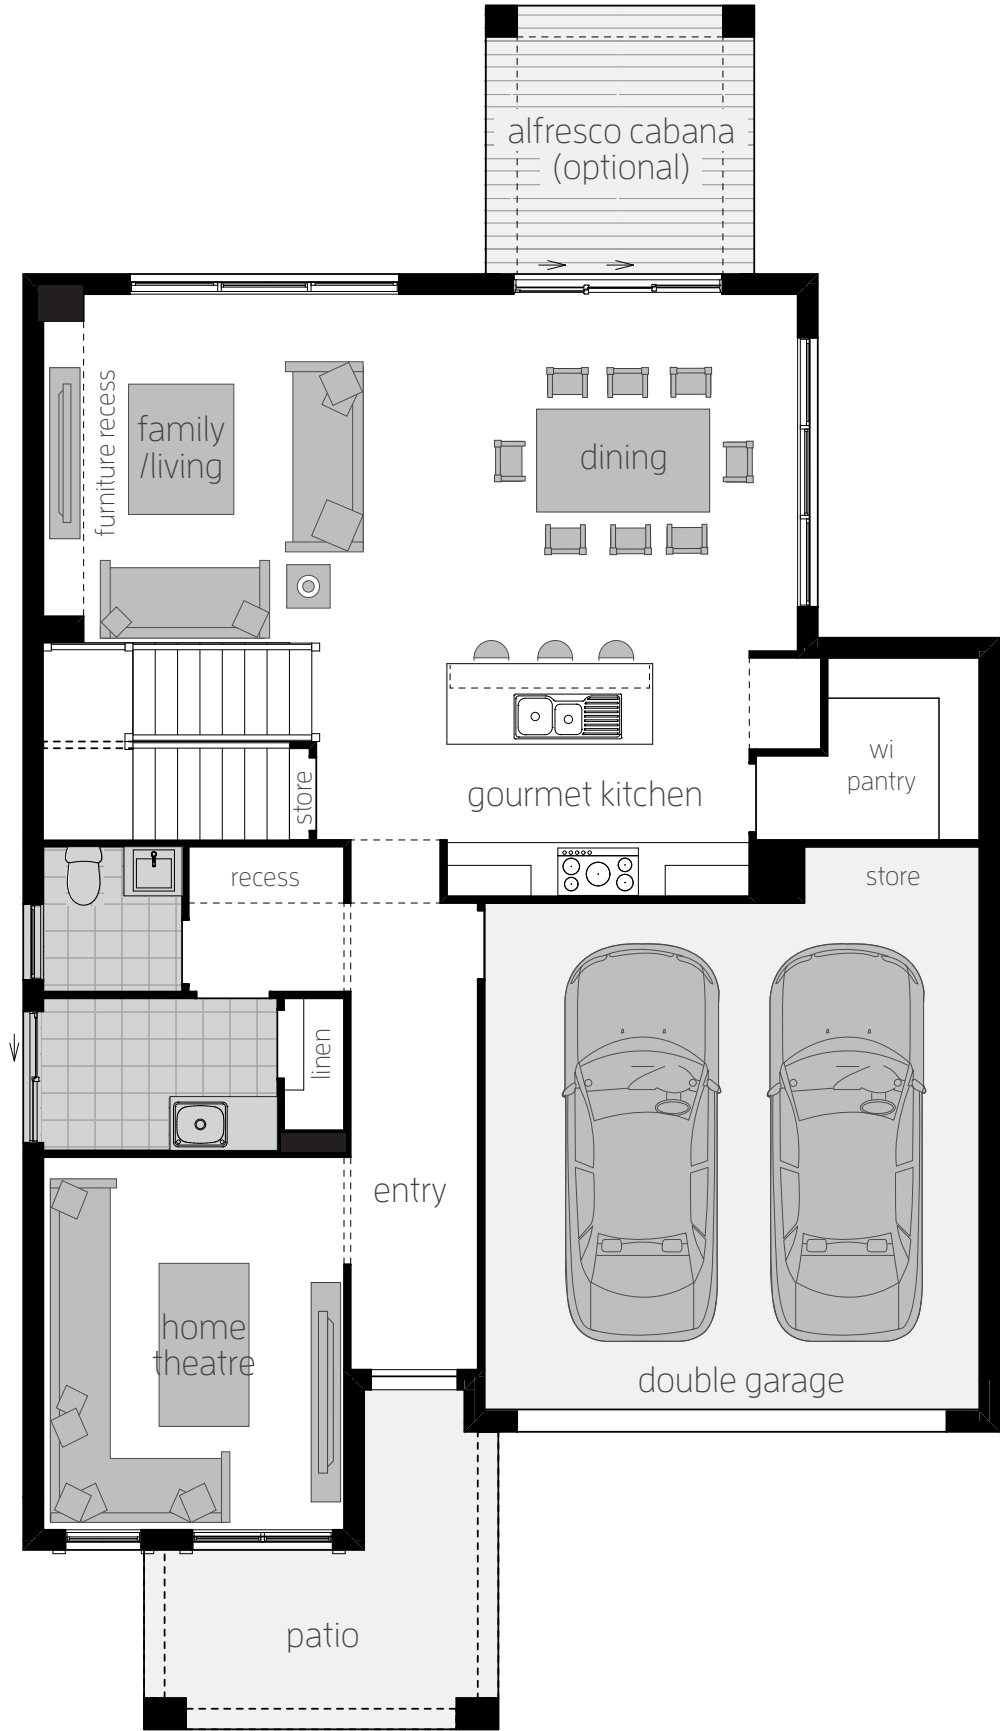 alfresco cabana
(optional)
furniture recess
family
/living
dining
wi
pantry
store
gourmet kitchen
recess
store
linen
entry
home
theatre
double garage
patio